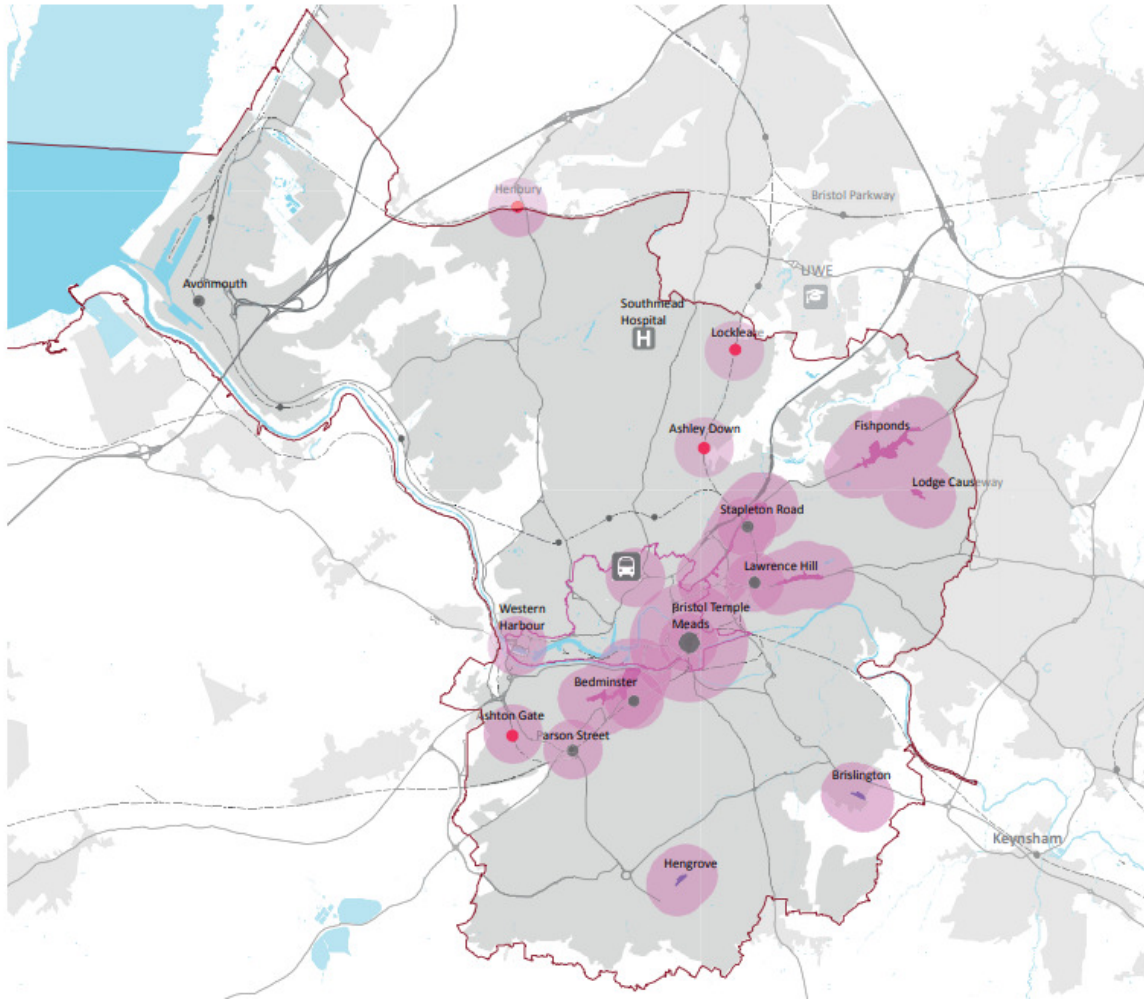 Henbury
Bristol Parkway
UWE
Avonmouth
Southmead
Hospital
H
Lockleaze
Ashley Down
Fishponds
Lodge Causeway
Stapleton Road
Lawrence Hill
Western
Harbour
Bristol Temple
Meads
Bedminster
Ashton Gate
Parson Street
Brislington
Keynsham
Hengrove